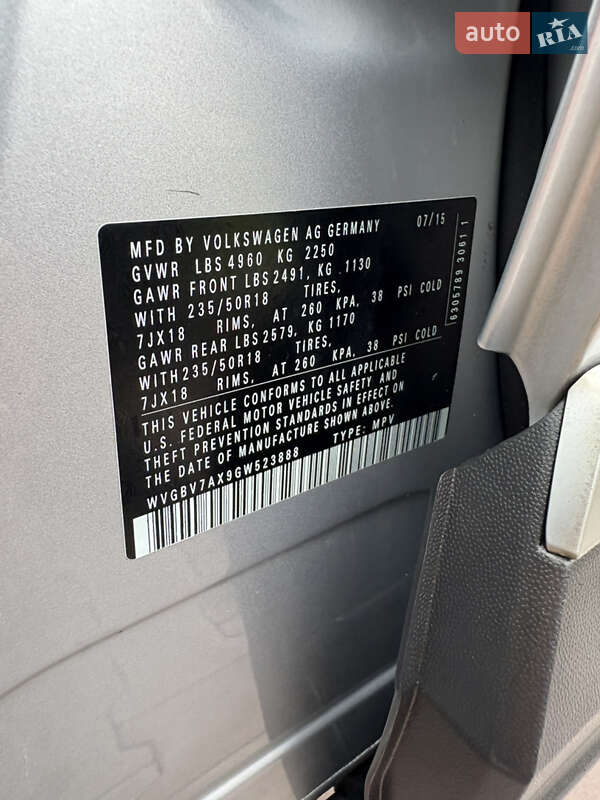 auto RIA.com
MFD BY VOLKSWAGEN AG GERMANY 07/15
GVWR LBS 4960 KG 2250
GAWR FRONT LBS 2491, KG 1130
WITH 235/50R18 TIRES,
7JX18 RIMS, AT 260 KPA, 38 PSI COLD
GAWR REAR LBS 2579, KG 1170
WITH 235/50R18 TIRES,
7JX18 RIMS, AT 260 KPA, 38 PSI COLD
THIS VEHICLE CONFORMS TO ALL APPLICABLE
U.S. FEDERAL MOTOR VEHICLE SAFETY AND
THEFT PREVENTION STANDARDS IN EFFECT ON
THE DATE OF MANUFACTURE SHOWN ABOVE.
WVGBV7AX9GW523888 TYPE: MPV
6305789 3061 1